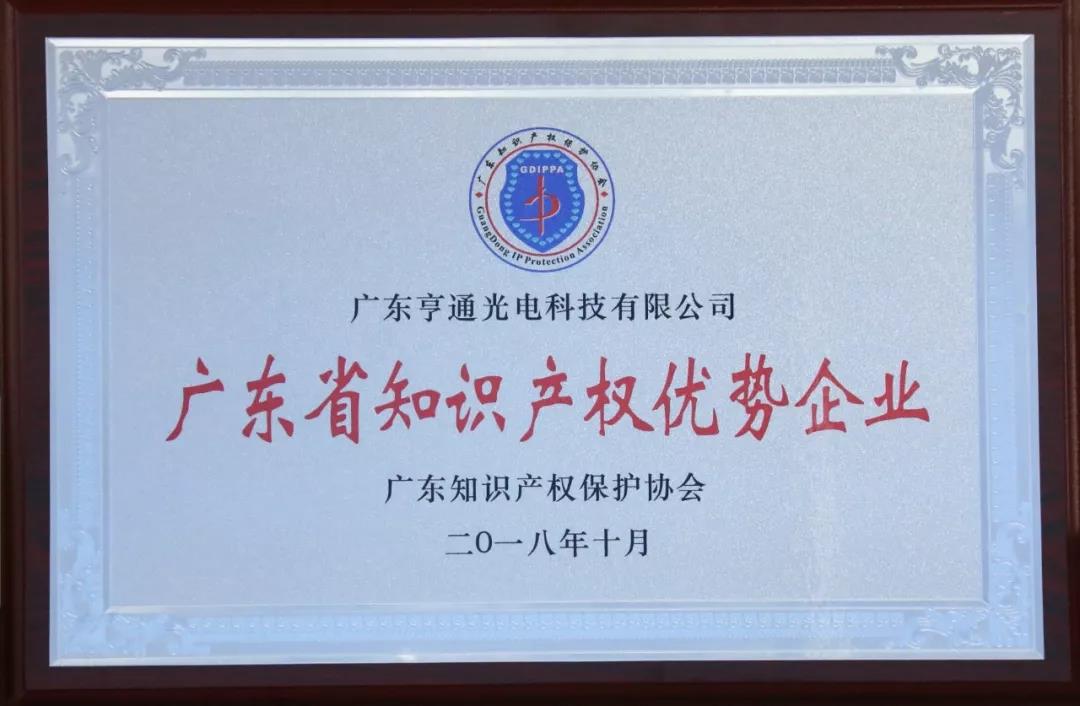 广东知识产权保护协会
GDIPPA
GuangDong IP Protection Association
广东亨通光电科技有限公司
广东省知识产权优势企业
广东知识产权保护协会
二O一八年十月